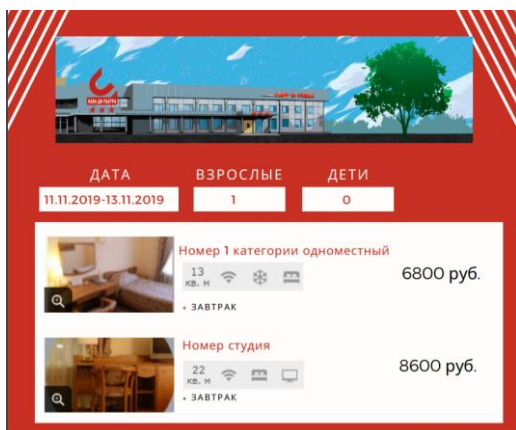 ДАТА ВЗРОСЛЫЕ ДЕТИ
11.11.2019-13.11.2019 1 0
Номер 1 категории одноместный
13
кв. м
6800 руб.
+ ЗАВТРАК
Номер студия
22
кв. м
8600 руб.
+ ЗАВТРАК